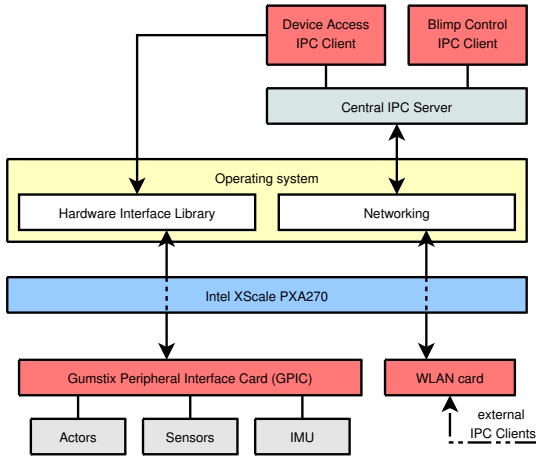 Device Access
IPC Client
Blimp Control
IPC Client
Central IPC Server
Operating system
Hardware Interface Library
Networking
Intel XScale PXA270
Gumstix Peripheral Interface Card (GPIC)
WLAN card
Actors
Sensors
IMU
external
IPC Clients